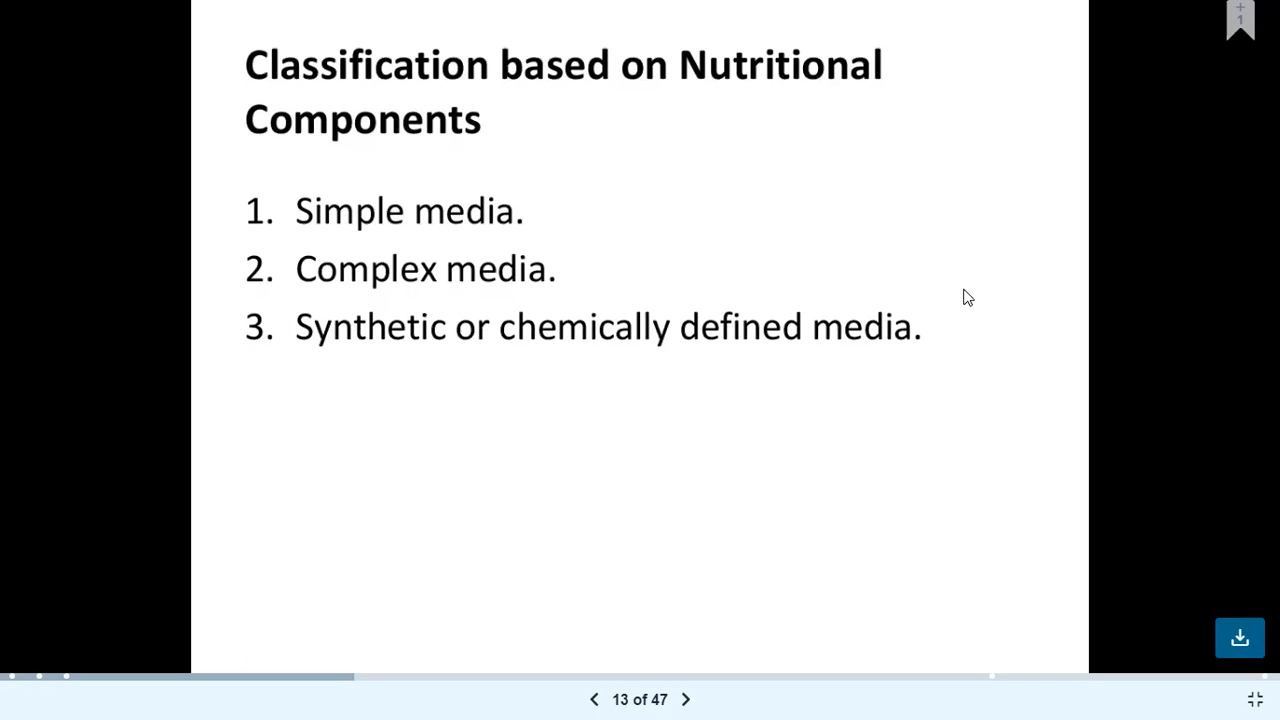 +
1
Classification based on Nutritional
Components
1. Simple media.
2. Complex media.
3. Synthetic or chemically defined media.
13 of 47